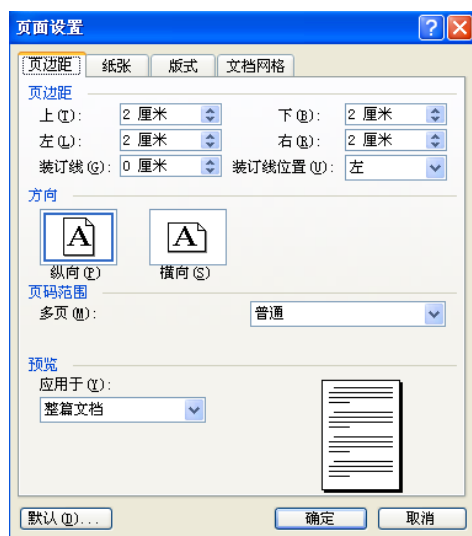 页面设置
页边距 纸张 版式 文档网格
页边距
上(T): 2 厘米 下(B): 2 厘米
左(L): 2 厘米 右(R): 2 厘米
装订线(G): 0 厘米 装订线位置(U): 左
方向
A A
纵向(P) 横向(S)
页码范围
多页(M): 普通
预览
应用于(Y):
整篇文档
默认(D)... 确定 取消